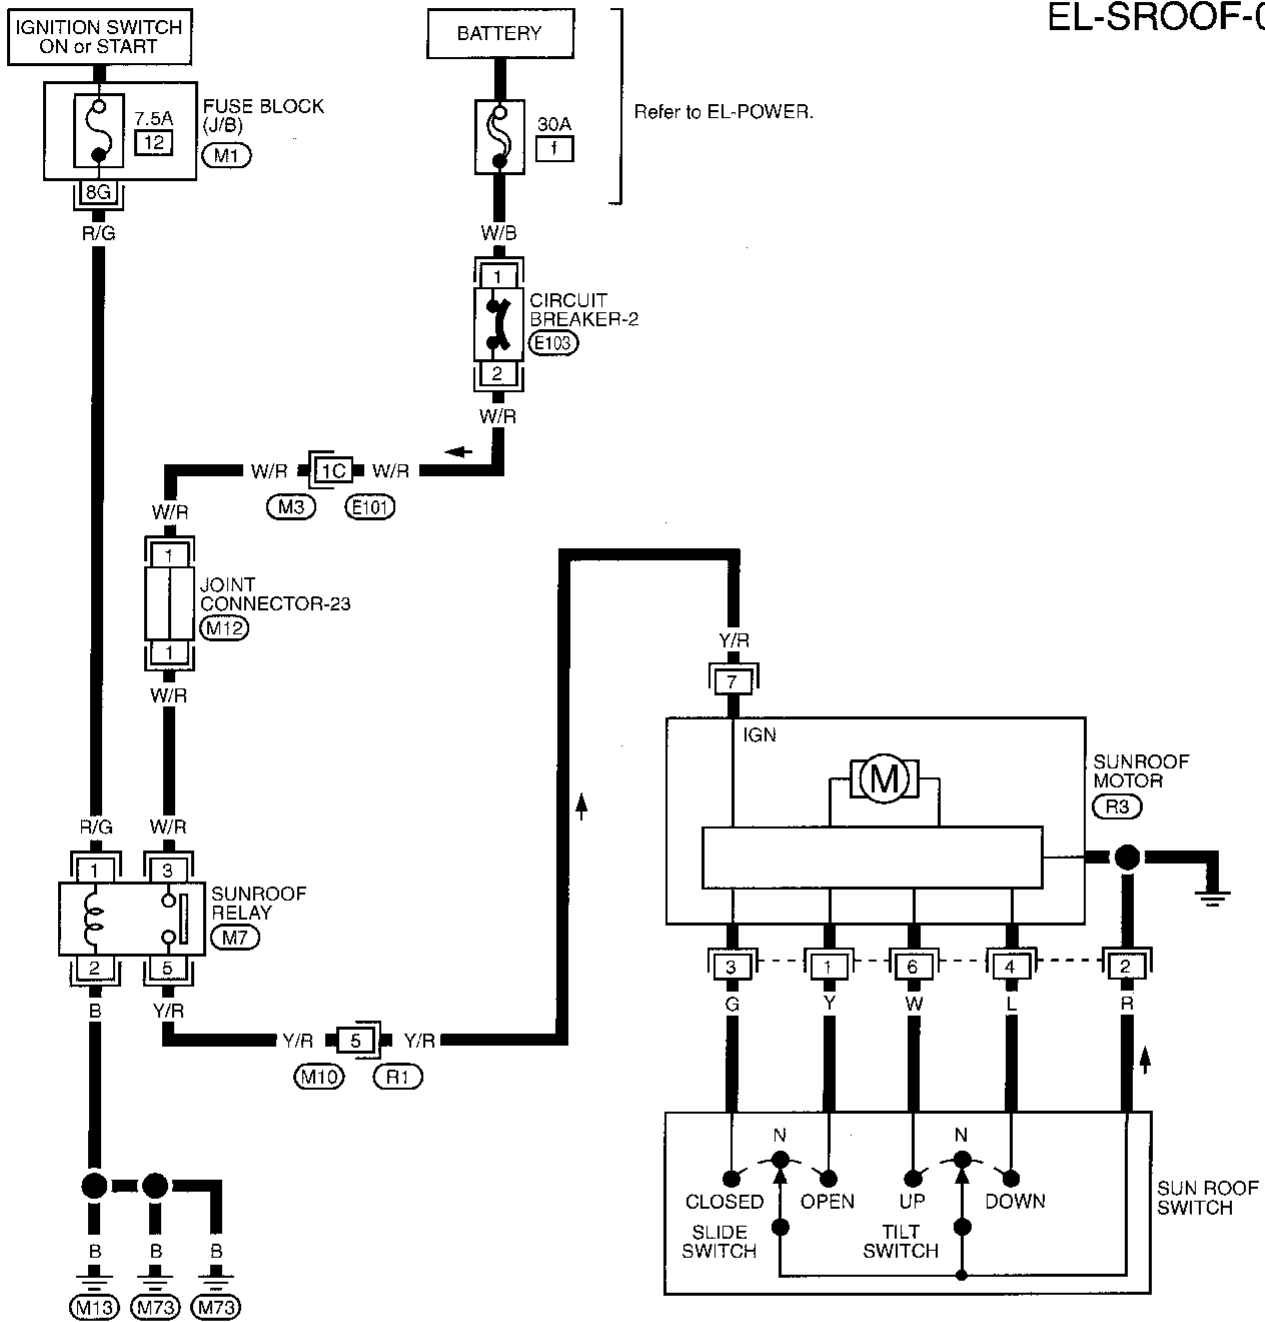 EL-SROOF-0
IGNITION SWITCH
ON or START
BATTERY
FUSE BLOCK
(J/B)
M1
7.5A
12
8G
R/G
30A
f
Refer to EL-POWER.
W/B
1
CIRCUIT
BREAKER-2
E103
2
W/R
W/R
1C
W/R
M3
E101
W/R
1
JOINT
CONNECTOR-23
M12
1
W/R
Y/R
7
IGN
M
SUNROOF
MOTOR
R3
R/G
W/R
1
3
SUNROOF
RELAY
M7
2
5
B
Y/R
Y/R
5
Y/R
M10
R1
3
1
6
4
2
G
Y
W
L
R
N
N
CLOSED
OPEN
UP
DOWN
SLIDE
SWITCH
TILT
SWITCH
SUN ROOF
SWITCH
B
B
B
M13
M73
M73